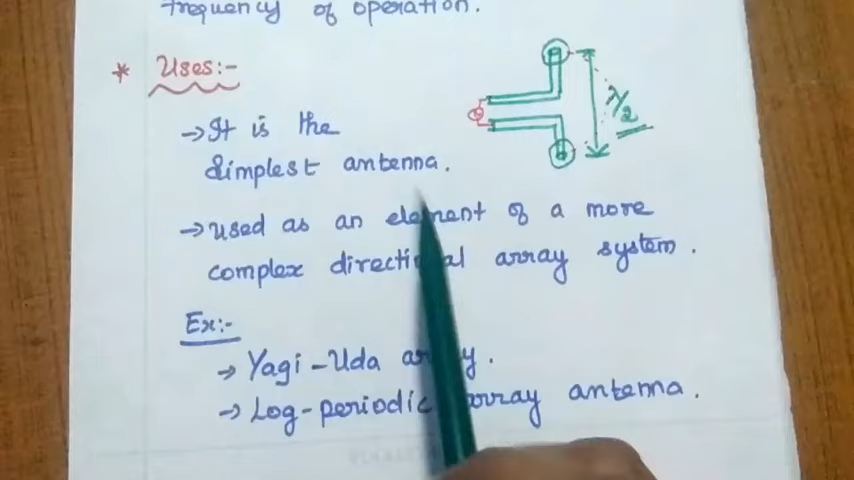 frequency of operation.
* Uses:-
→ It is the
simplest antenna.
λ/2
→ used as an element of a more
complex directional array system.
Ex:-
→ Yagi-Uda array.
→ Log-periodic array antenna.